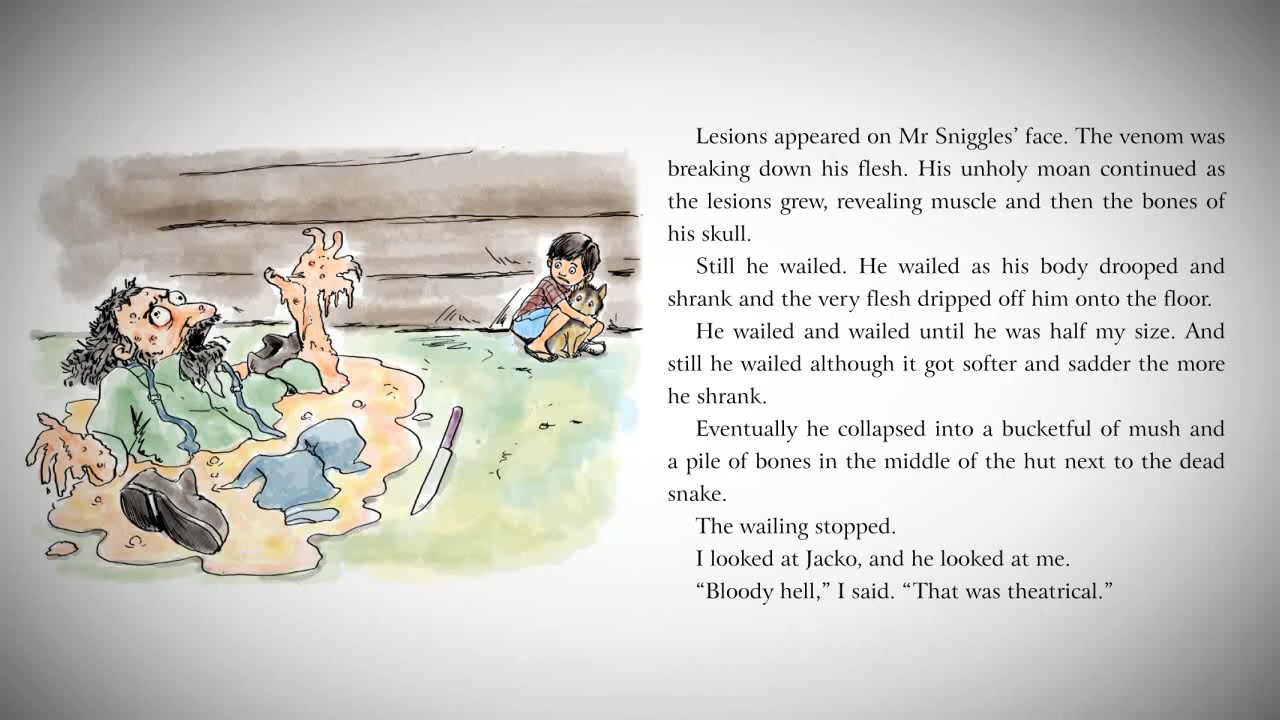 Lesions appeared on Mr Sniggles’ face. The venom was
breaking down his flesh. His unholy moan continued as
the lesions grew, revealing muscle and then the bones of
his skull.
Still he wailed. He wailed as his body drooped and
shrank and the very flesh dripped off him onto the floor.
He wailed and wailed until he was half my size. And
still he wailed although it got softer and sadder the more
he shrank.
Eventually he collapsed into a bucketful of mush and
a pile of bones in the middle of the hut next to the dead
snake.
The wailing stopped.
I looked at Jacko, and he looked at me.
“Bloody hell,” I said. “That was theatrical.”